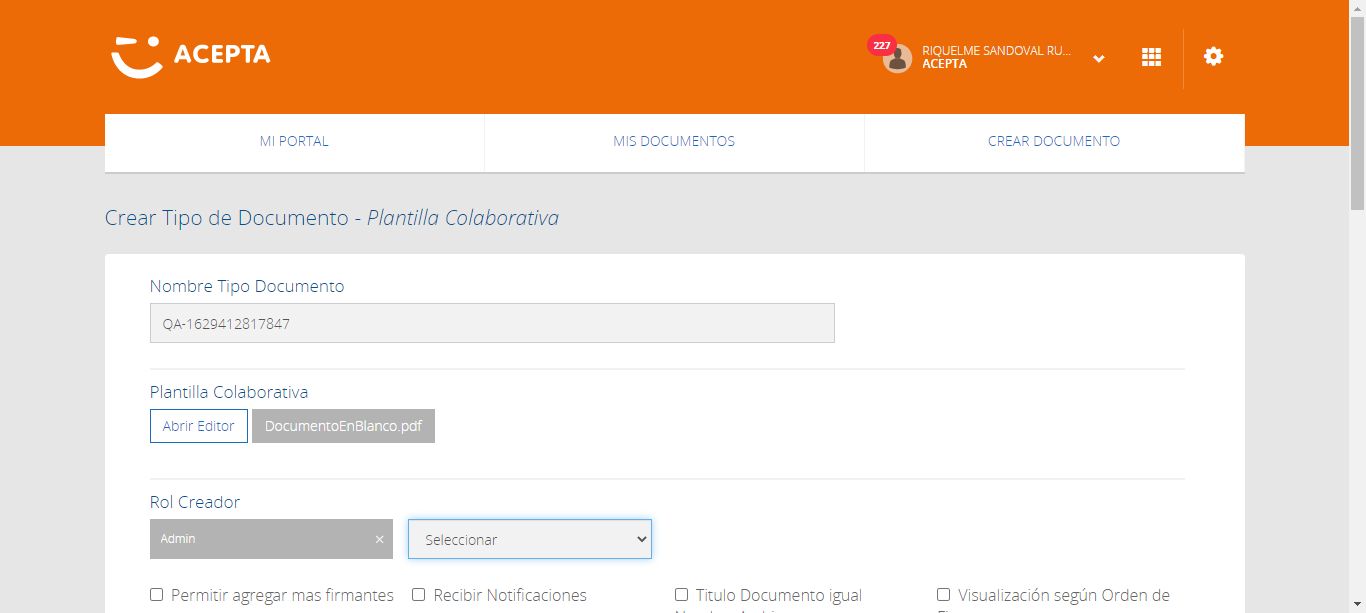 ACEPTA
227
RIQUELME SANDOVAL RU...
ACEPTA
MI PORTAL
MIS DOCUMENTOS
CREAR DOCUMENTO
Crear Tipo de Documento - Plantilla Colaborativa
Nombre Tipo Documento
QA-1629412817847
Plantilla Colaborativa
Abrir Editor
DocumentoEnBlanco.pdf
Rol Creador
Admin ×
Seleccionar
Permitir agregar mas firmantes
Recibir Notificaciones
Titulo Documento igual
Visualización según Orden de